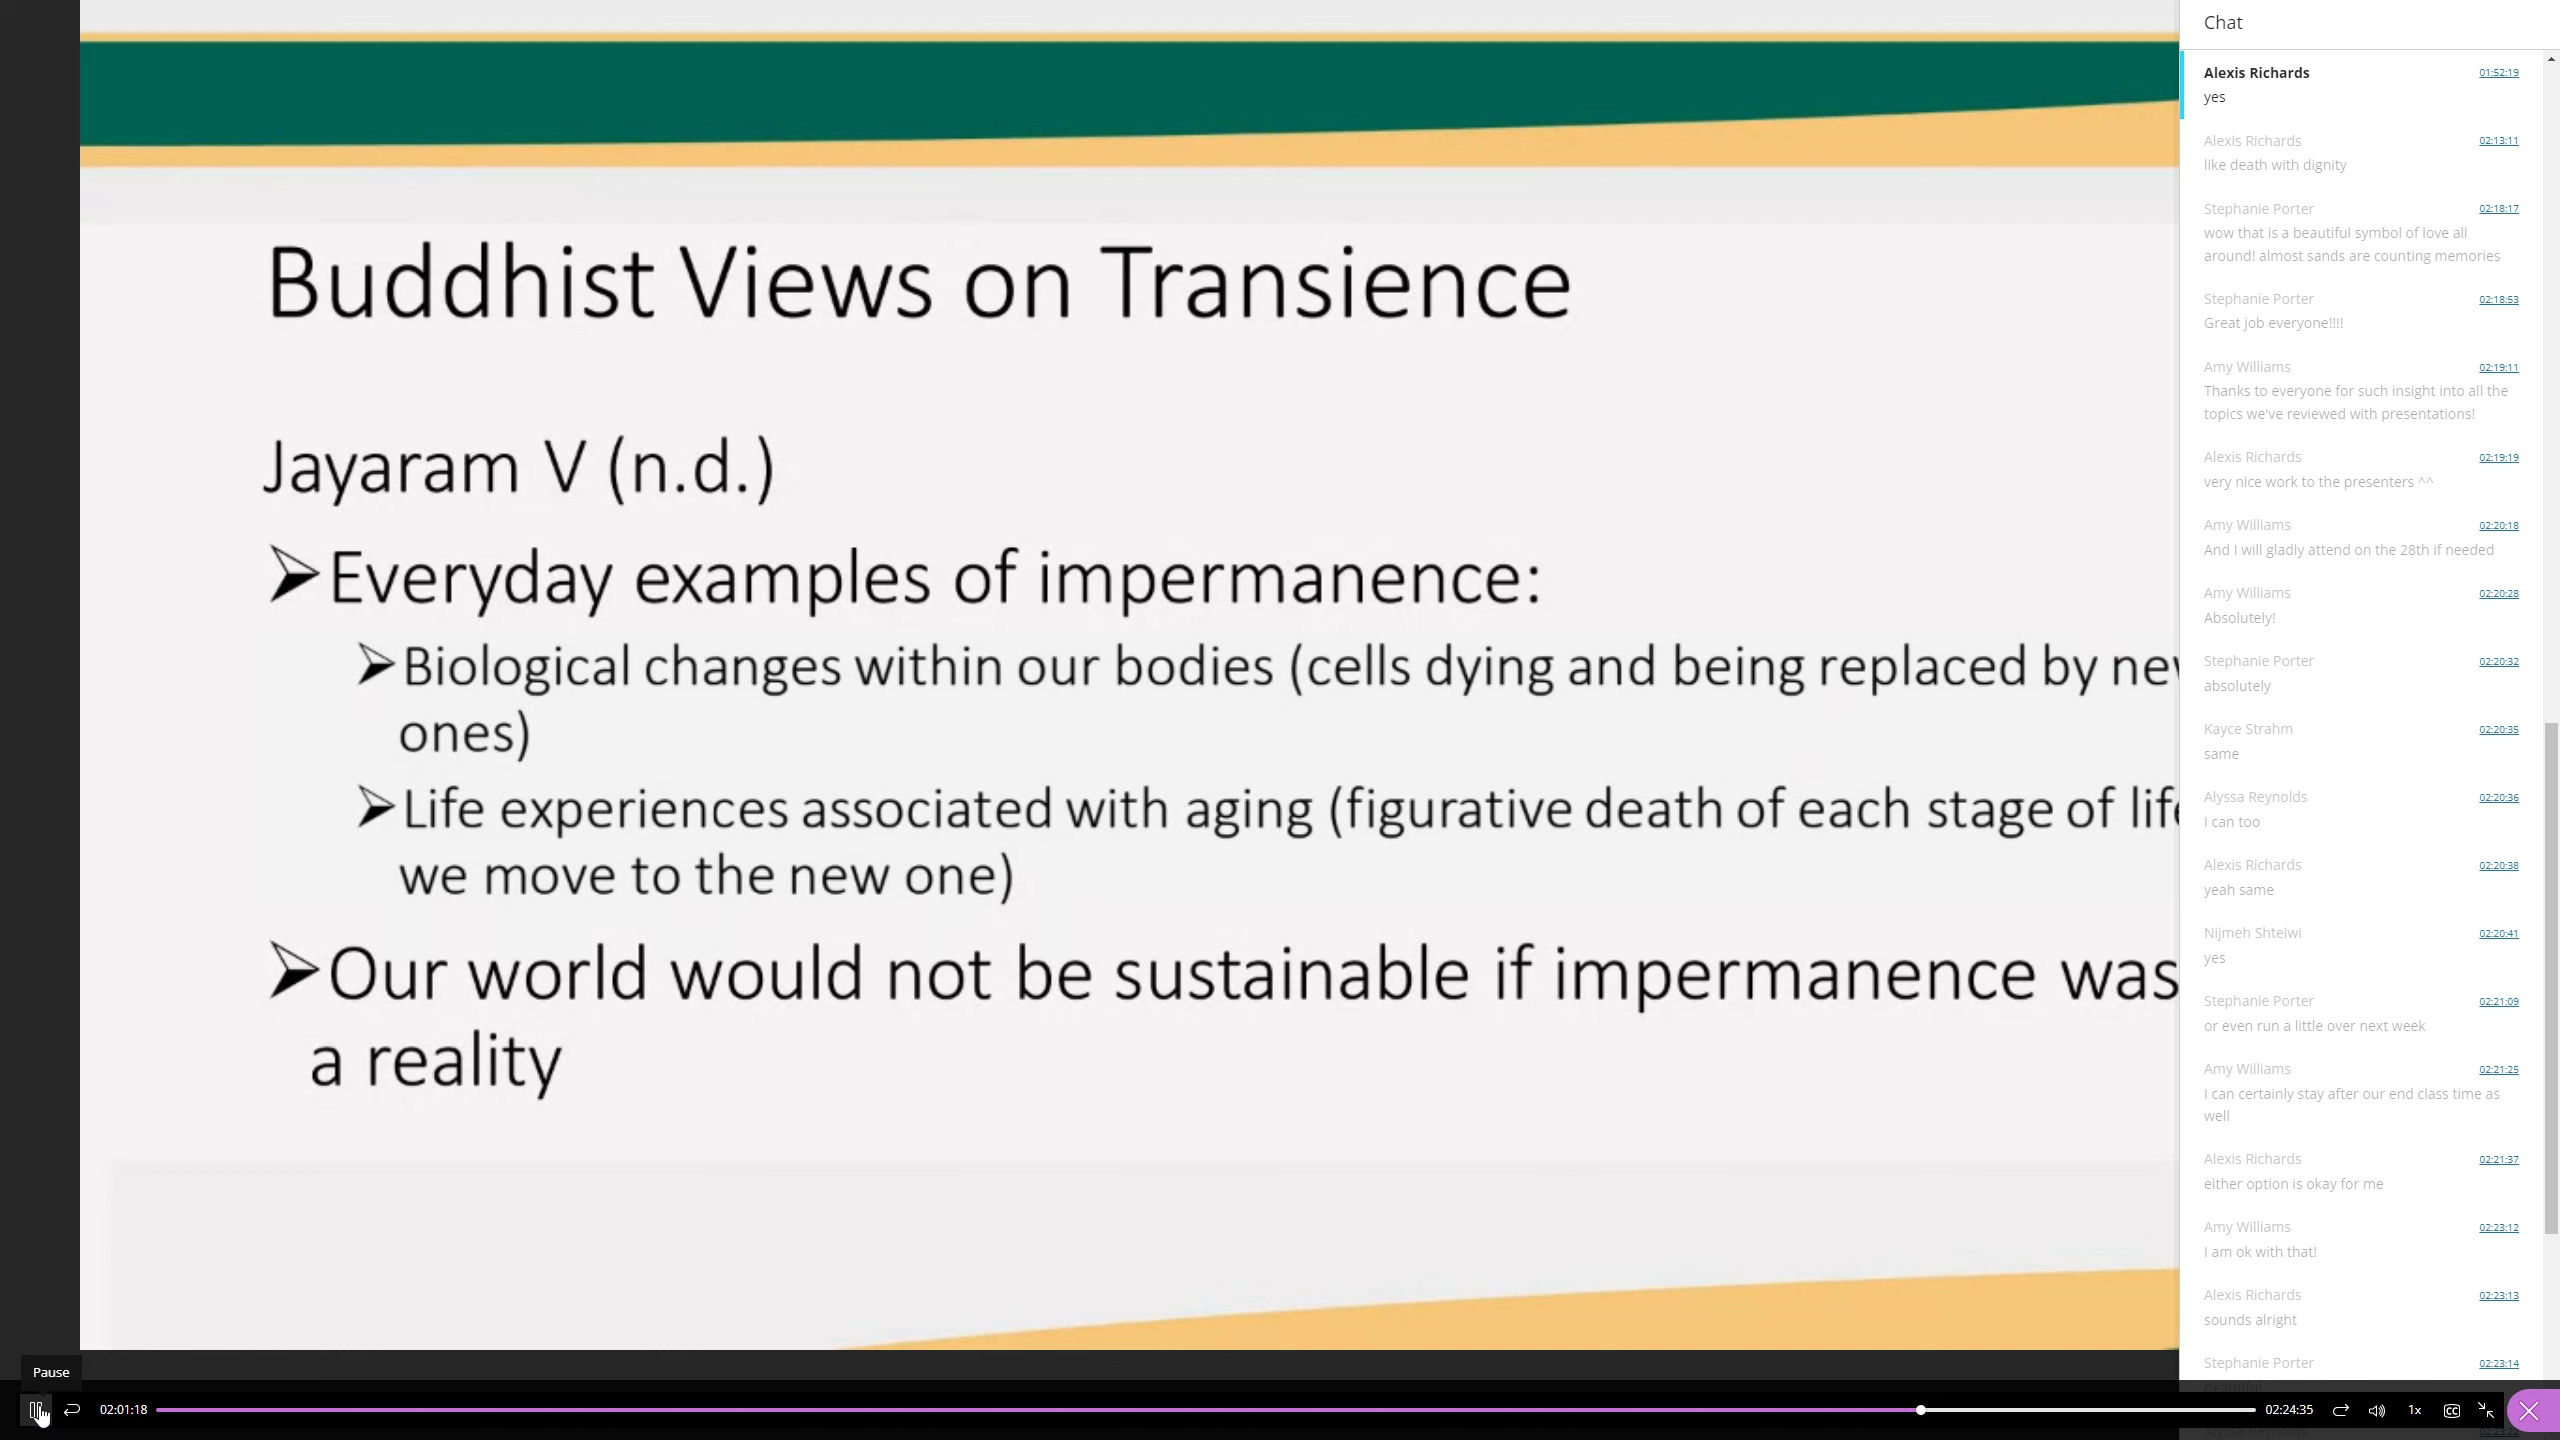 Buddhist Views on Transience
Jayaram V (n.d.)
➢Everyday examples of impermanence:
➢Biological changes within our bodies (cells dying and being replaced by
ones)
➢Life experiences associated with aging (figurative death of each stage of
we move to the new one)
➢Our world would not be sustainable if impermanence was
a reality
Chat
Alexis Richards 01:52:19
yes
Alexis Richards 02:13:11
like death with dignity
Stephanie Porter 02:18:17
wow that is a beautiful symbol of love all
around! almost sands are counting memories
Stephanie Porter 02:18:53
Great job everyone!!!!
Amy Williams 02:19:11
Thanks to everyone for such insight into all the
topics we've reviewed with presentations!
Alexis Richards 02:19:19
very nice work to the presenters ^^
Amy Williams 02:20:18
And I will gladly attend on the 28th if needed
Amy Williams 02:20:28
Absolutely!
Stephanie Porter 02:20:32
absolutely
Kayce Strahm 02:20:35
same
Alyssa Reynolds 02:20:36
I can too
Alexis Richards 02:20:38
yeah same
Nijmeh Shteiwi 02:20:41
yes
Stephanie Porter 02:21:09
or even run a little over next week
Amy Williams 02:21:25
I can certainly stay after our end class time as
well
Alexis Richards 02:21:37
either option is okay for me
Amy Williams 02:23:12
I am ok with that!
Alexis Richards 02:23:13
sounds alright
Stephanie Porter 02:23:14
Pause
02:01:18
02:24:35
1x
CC